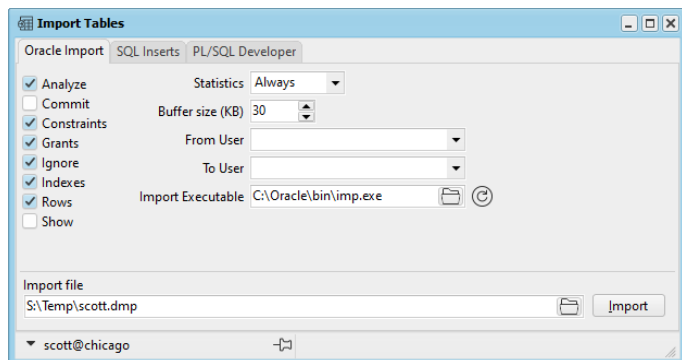 Import Tables
Oracle Import SQL Inserts PL/SQL Developer
Analyze
Commit
Constraints
Grants
Ignore
Indexes
Rows
Show
Statistics Always
Buffer size (KB) 30
From User
To User
Import Executable C:\Oracle\bin\imp.exe
Import file
S:\Temp\scott.dmp Import
scott@chicago